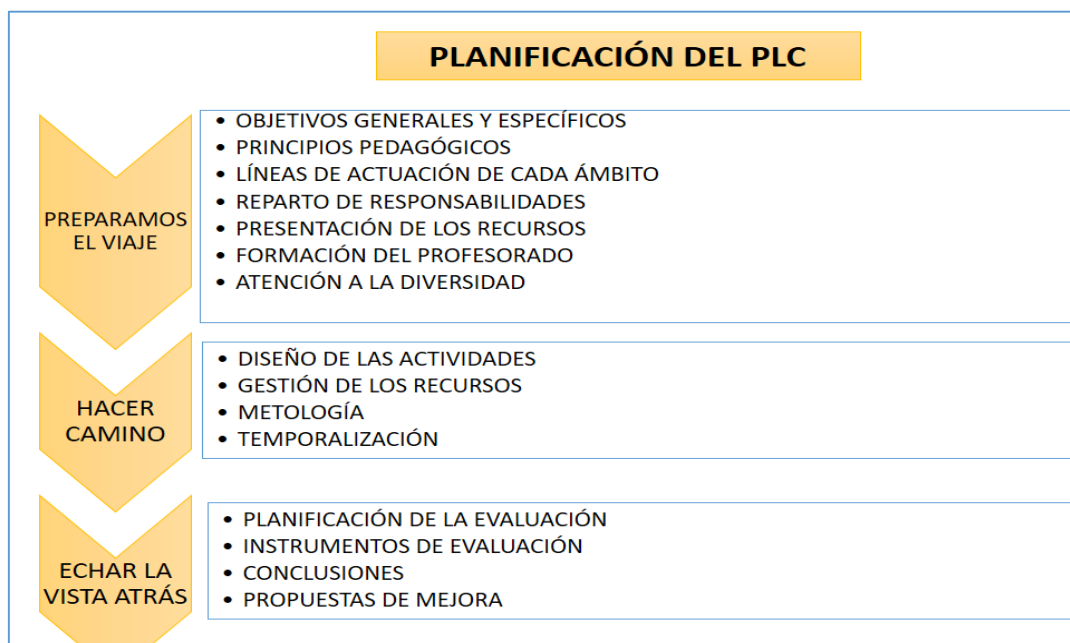 PLANIFICACIÓN DEL PLC
PREPARAMOS
EL VIAJE
• OBJETIVOS GENERALES Y ESPECÍFICOS
• PRINCIPIOS PEDAGÓGICOS
• LÍNEAS DE ACTUACIÓN DE CADA ÁMBITO
• REPARTO DE RESPONSABILIDADES
• PRESENTACIÓN DE LOS RECURSOS
• FORMACIÓN DEL PROFESORADO
• ATENCIÓN A LA DIVERSIDAD
HACER
CAMINO
• DISEÑO DE LAS ACTIVIDADES
• GESTIÓN DE LOS RECURSOS
• METOLOGÍA
• TEMPORALIZACIÓN
ECHAR LA
VISTA ATRÁS
• PLANIFICACIÓN DE LA EVALUACIÓN
• INSTRUMENTOS DE EVALUACIÓN
• CONCLUSIONES
• PROPUESTAS DE MEJORA